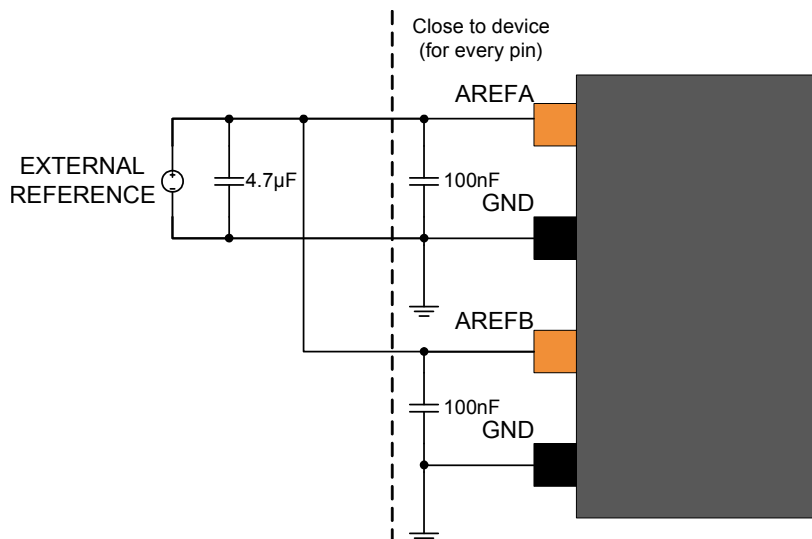 Close to device
(for every pin)
AREFA
EXTERNAL
REFERENCE
4.7µF
100nF
GND
AREFB
100nF
GND